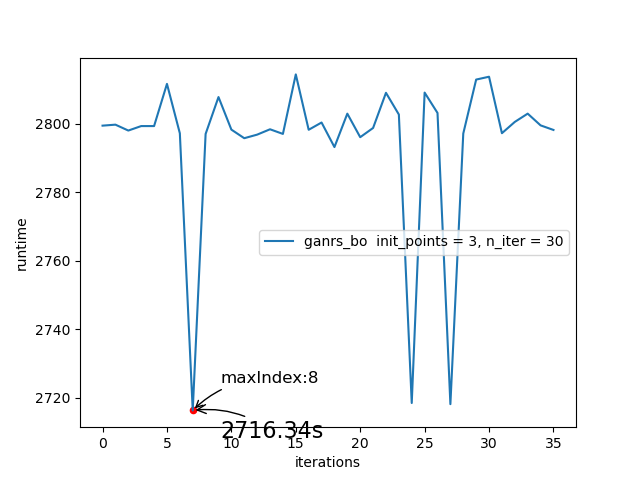 2800
2780
2760
2740
2720
runtime
ganrs_bo  init_points = 3, n_iter = 30
maxIndex:8
2716.34s
0 5 10 15 20 25 30 35
iterations